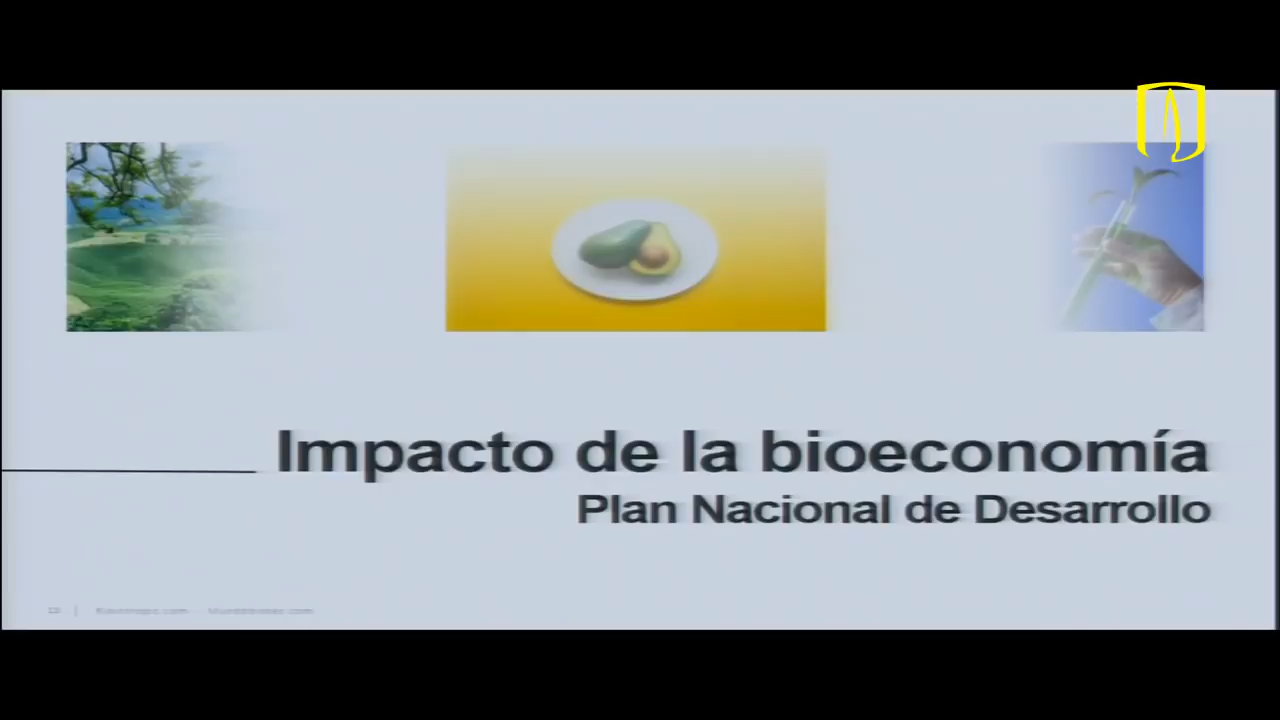 Impacto de la bioeconomía
Plan Nacional de Desarrollo